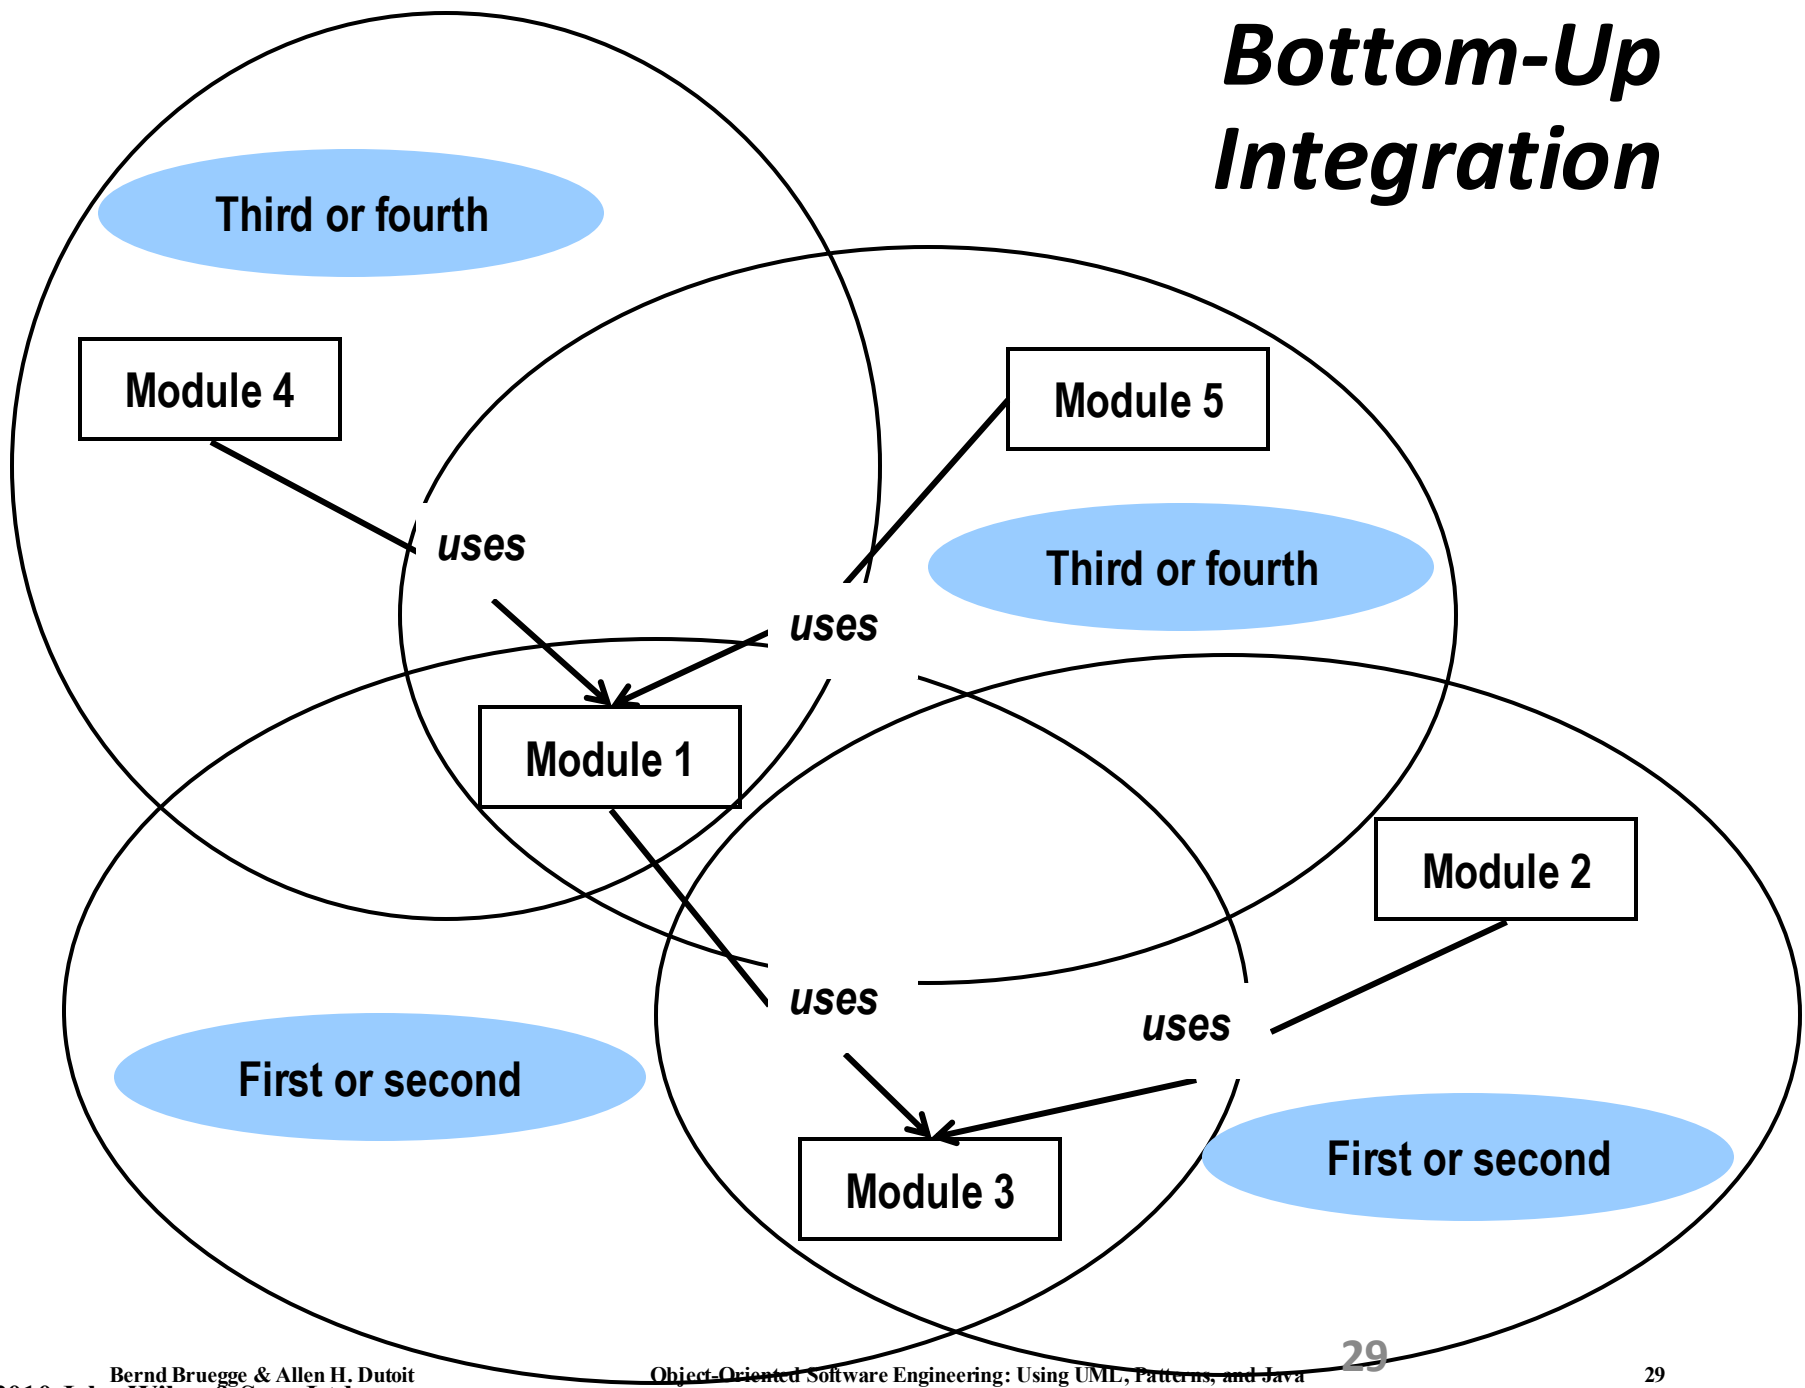 Bottom-Up
Integration
Third or fourth
Module 4
Module 5
uses
Third or fourth
uses
Module 1
Module 2
uses
uses
First or second
First or second
Module 3
29
Bernd Bruegge & Allen H. Dutoit
Object-Oriented Software Engineering: Using UML, Patterns, and Java
29